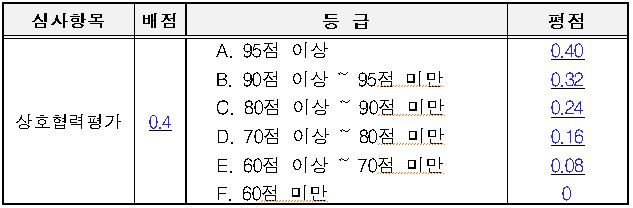 심사항목 배점 등 급 평점
A. 95점 이상 0.40
B. 90점 이상 ~ 95점 미만 0.32
C. 80점 이상 ~ 90점 미만 0.24
상호협력평가 0.4 D. 70점 이상 ~ 80점 미만 0.16
E. 60점 이상 ~ 70점 미만 0.08
F. 60점 미만 0